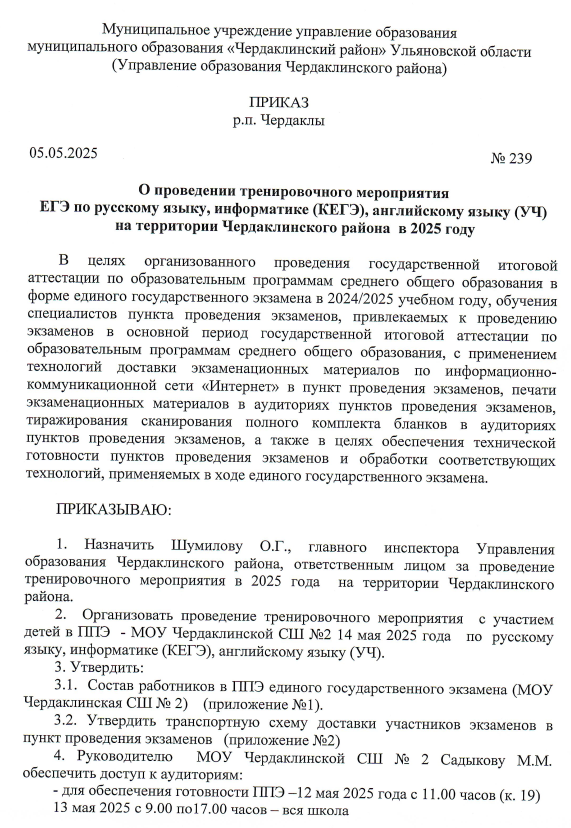 Муниципальное учреждение управление образования
муниципального образования «Чердаклинский район» Ульяновской области
(Управление образования Чердаклинского района)
ПРИКАЗ
р.п. Чердаклы
05.05.2025
№ 239
О проведении тренировочного мероприятия
ЕГЭ по русскому языку, информатике (КЕГЭ), английскому языку (УЧ)
на территории Чердаклинского района в 2025 году
В целях организованного проведения государственной итоговой
аттестации по образовательным программам среднего общего образования в
форме единого государственного экзамена в 2024/2025 учебном году, обучения
специалистов пункта проведения экзаменов, привлекаемых к проведению
экзаменов в основной период государственной итоговой аттестации по
образовательным программам среднего общего образования, с применением
технологий доставки экзаменационных материалов по информационно-
коммуникационной сети «Интернет» в пункт проведения экзаменов, печати
экзаменационных материалов в аудиториях пунктов проведения экзаменов,
тиражирования сканирования полного комплекта бланков в аудиториях
пунктов проведения экзаменов, а также в целях обеспечения технической
готовности пунктов проведения экзаменов и обработки соответствующих
технологий, применяемых в ходе единого государственного экзамена.
ПРИКАЗЫВАЮ:
1. Назначить Шумилову О.Г., главного инспектора Управления
образования Чердаклинского района, ответственным лицом за проведение
тренировочного мероприятия в 2025 года на территории Чердаклинского
района.
2. Организовать проведение тренировочного мероприятия с участием
детей в ППЭ - МОУ Чердаклинской СШ №2 14 мая 2025 года по русскому
языку, информатике (КЕГЭ), английскому языку (УЧ).
3. Утвердить:
3.1. Состав работников в ППЭ единого государственного экзамена (МОУ
Чердаклинская СШ № 2) (приложение №1).
3.2. Утвердить транспортную схему доставки участников экзаменов в
пункт проведения экзаменов (приложение №2)
4. Руководителю МОУ Чердаклинской СШ № 2 Садыкову М.М.
обеспечить доступ к аудиториям:
- для обеспечения готовности ППЭ –12 мая 2025 года с 11.00 часов (к. 19)
13 мая 2025 с 9.00 по17.00 часов – вся школа